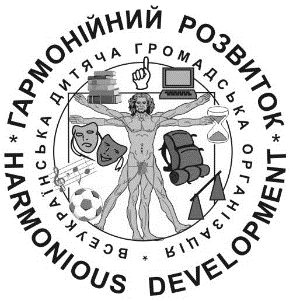 * ГАРМОНІЙНИЙ РОЗВИТОК *
HARMONIOUS DEVELOPMENT
ВСЕУКРАЇНСЬКА ДИТЯЧА ГРОМАДСЬКА ОРГАНІЗАЦІЯ *